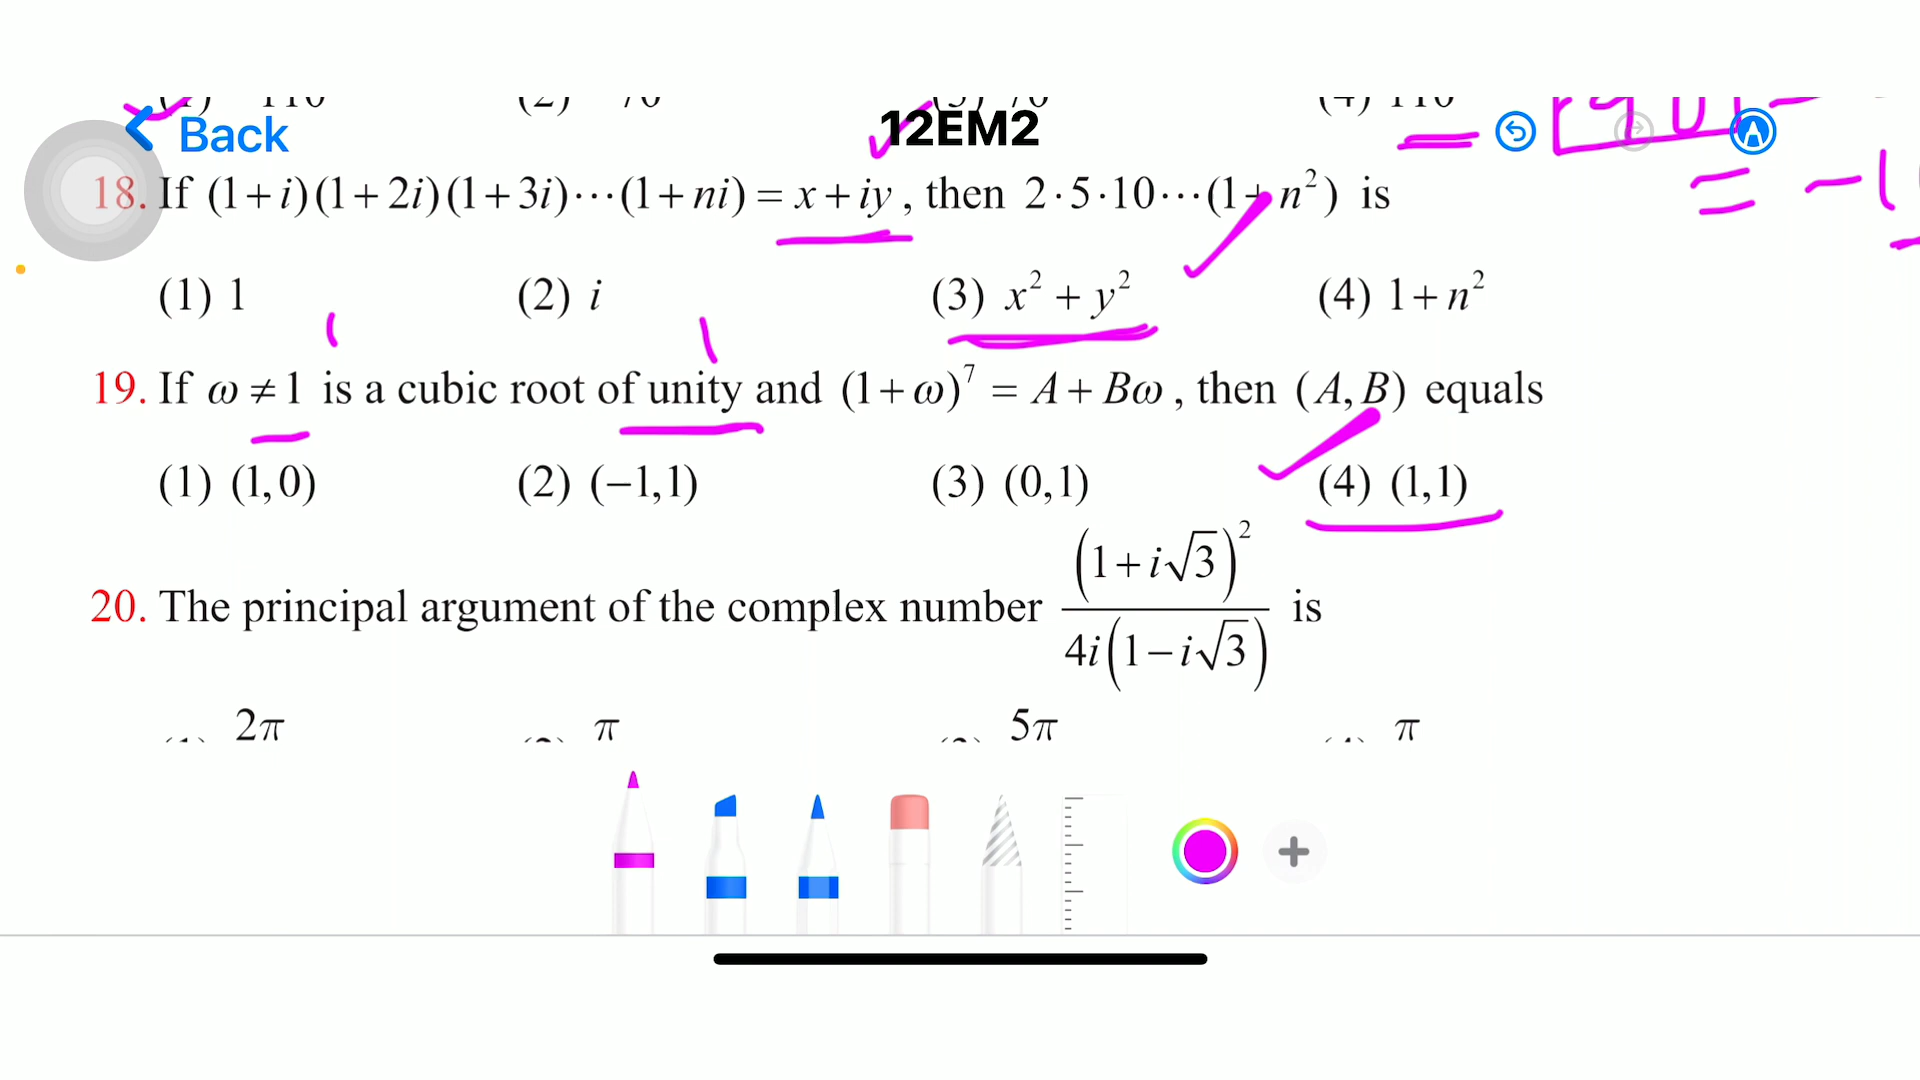 Back
12EM2
18. If (1+i)(1+2i)(1+3i)⋯(1+ni) = x+iy, then 2·5·10⋯(1+n²) is
(1) 1 (2) i (3) x² + y² (4) 1+n²
19. If ω ≠ 1 is a cubic root of unity and (1+ω)⁷ = A+Bω, then (A,B) equals
(1) (1,0) (2) (−1,1) (3) (0,1) (4) (1,1)
20. The principal argument of the complex number (1+i√3)² / 4i(1−i√3) is
2π π 5π π